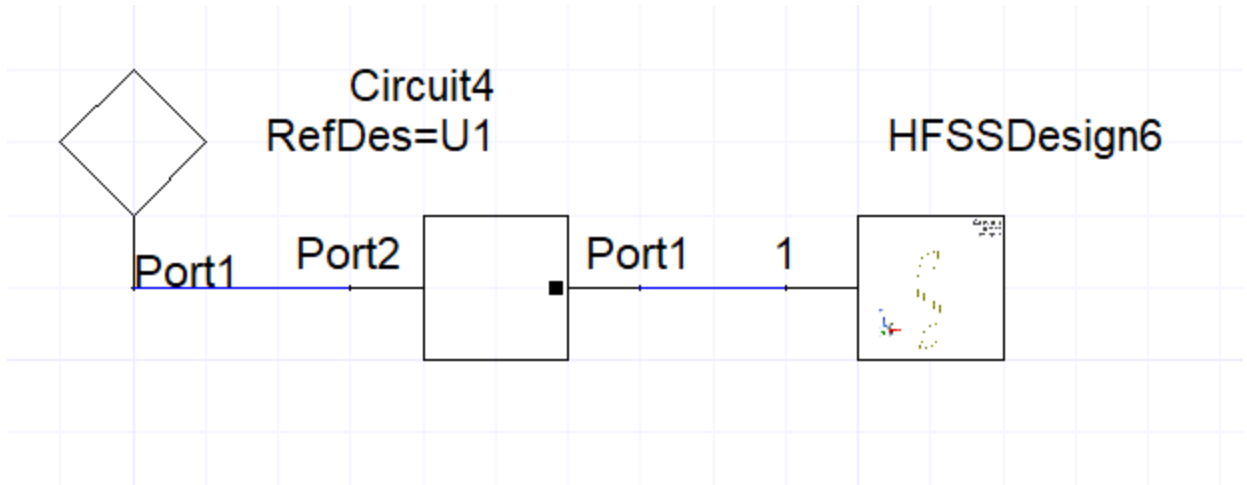 Circuit4
RefDes=U1
HFSSDesign6
Port1
Port2
Port1
1